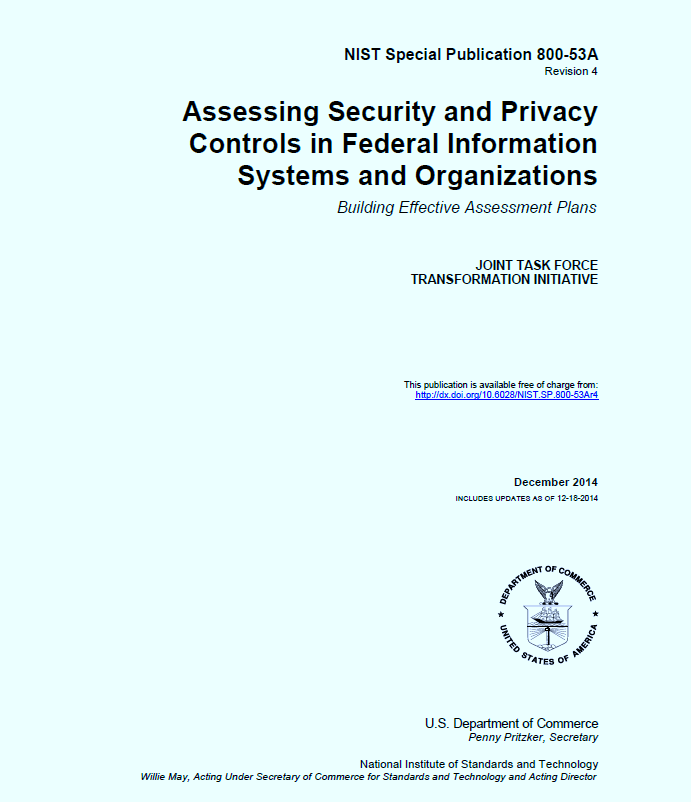 NIST Special Publication 800-53A
Revision 4
Assessing Security and Privacy
Controls in Federal Information
Systems and Organizations
Building Effective Assessment Plans
JOINT TASK FORCE
TRANSFORMATION INITIATIVE
This publication is available free of charge from:
http://dx.doi.org/10.6028/NIST.SP.800-53Ar4
December 2014
INCLUDES UPDATES AS OF 12-18-2014
DEPARTMENT OF COMMERCE
UNITED STATES OF AMERICA
U.S. Department of Commerce
Penny Pritzker, Secretary
National Institute of Standards and Technology
Willie May, Acting Under Secretary of Commerce for Standards and Technology and Acting Director